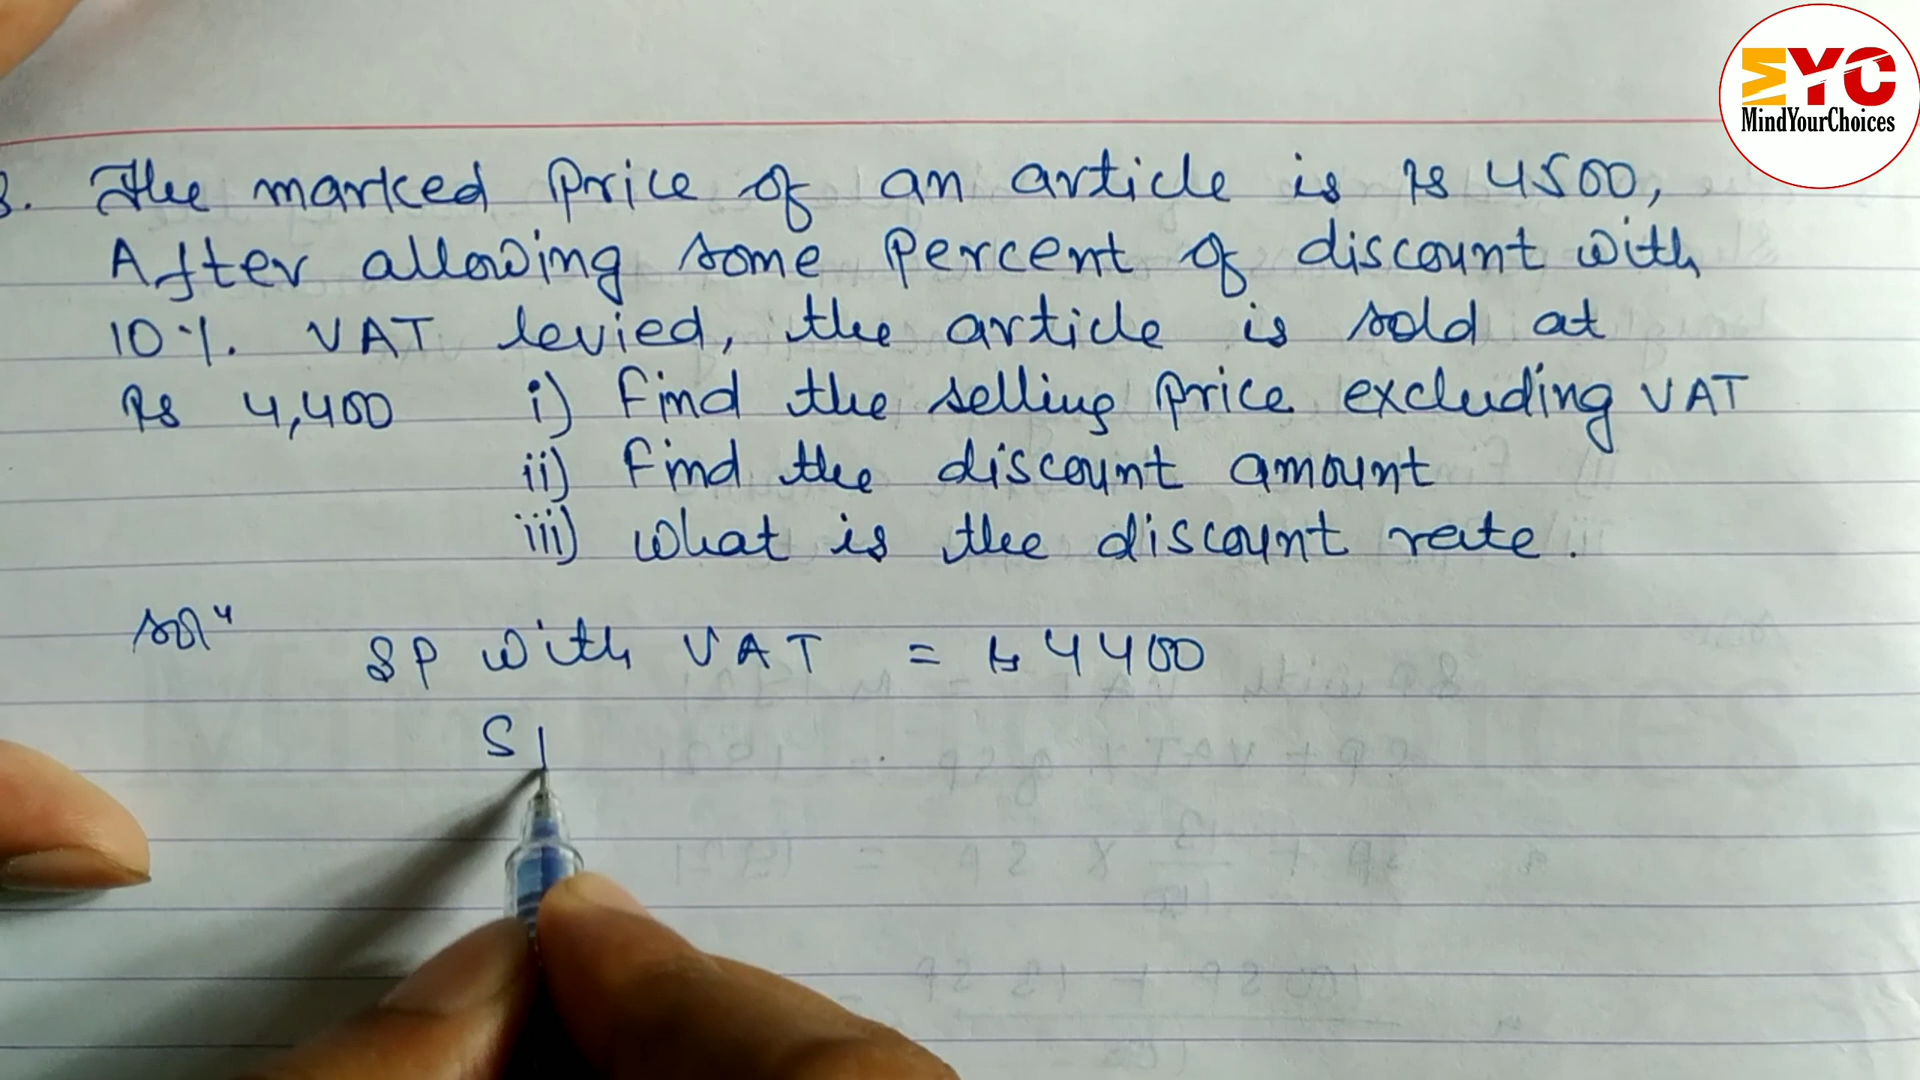 MYC
MindYourChoices
3. The marked price of an article is Rs 4500,
After allowing some percent of discount with
10%. VAT levied, the article is sold at
Rs 4,400 i) Find the selling price excluding VAT
ii) Find the discount amount
iii) What is the discount rate.
solⁿ SP with VAT = Rs 4400
S